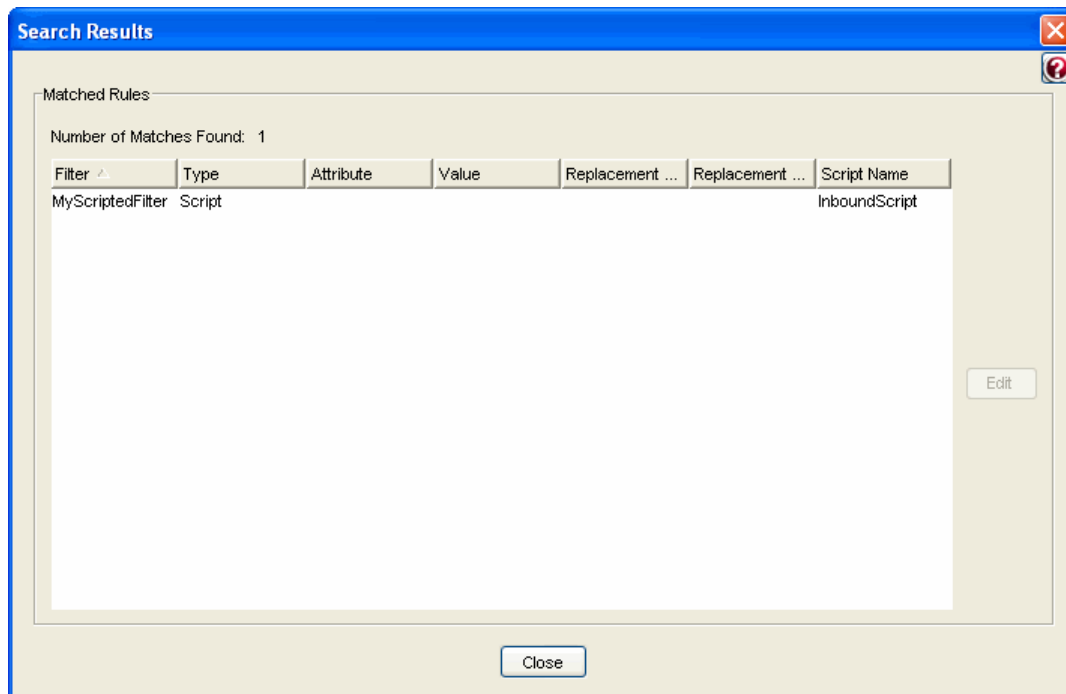 Search Results
Matched Rules
Number of Matches Found: 1
Filter Type Attribute Value Replacement ... Replacement ... Script Name
MyScriptedFilter Script InboundScript
Edit
Close